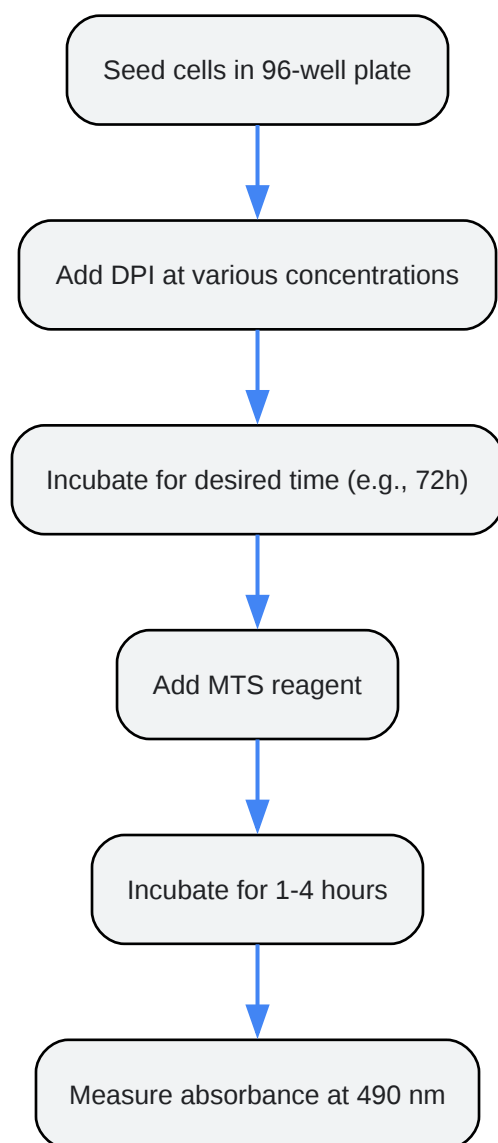 Seed cells in 96-well plate
Add DPI at various concentrations
Incubate for desired time (e.g., 72h)
Add MTS reagent
Incubate for 1-4 hours
Measure absorbance at 490 nm